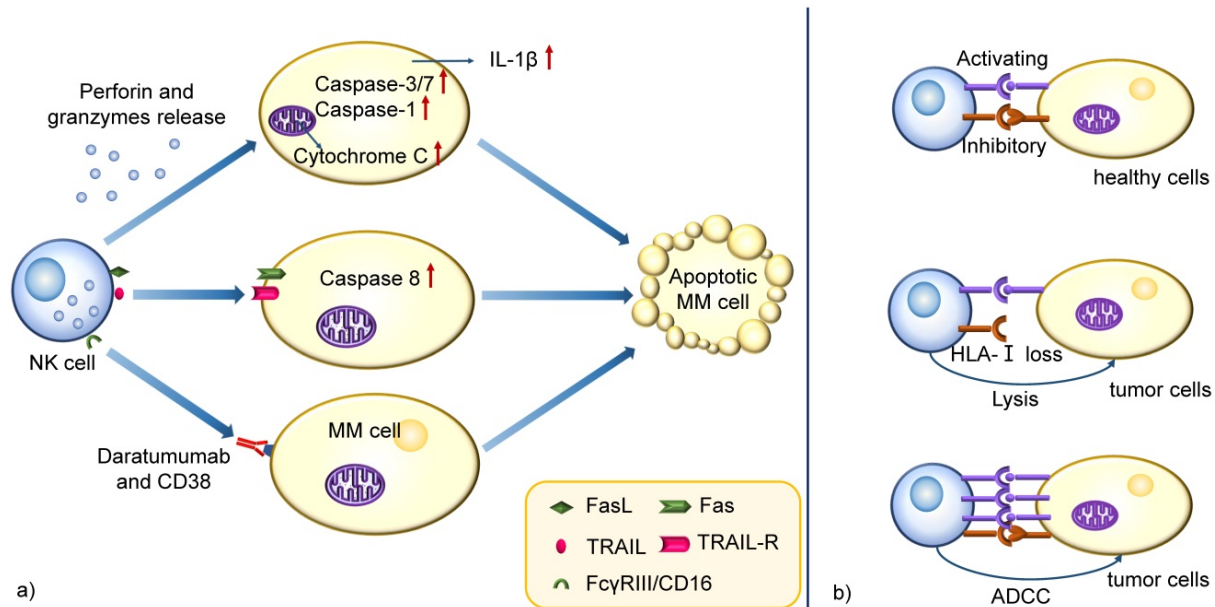 Perforin and
granzymes release
IL-1β
Caspase-3/7
Caspase-1
Cytochrome C
NK cell
Caspase 8
Apoptotic
MM cell
Daratumumab
and CD38
MM cell
FasL
Fas
TRAIL
TRAIL-R
FcγRIII/CD16
a)
Activating
Inhibitory
healthy cells
HLA-Ⅰ loss
Lysis
tumor cells
ADCC
tumor cells
b)